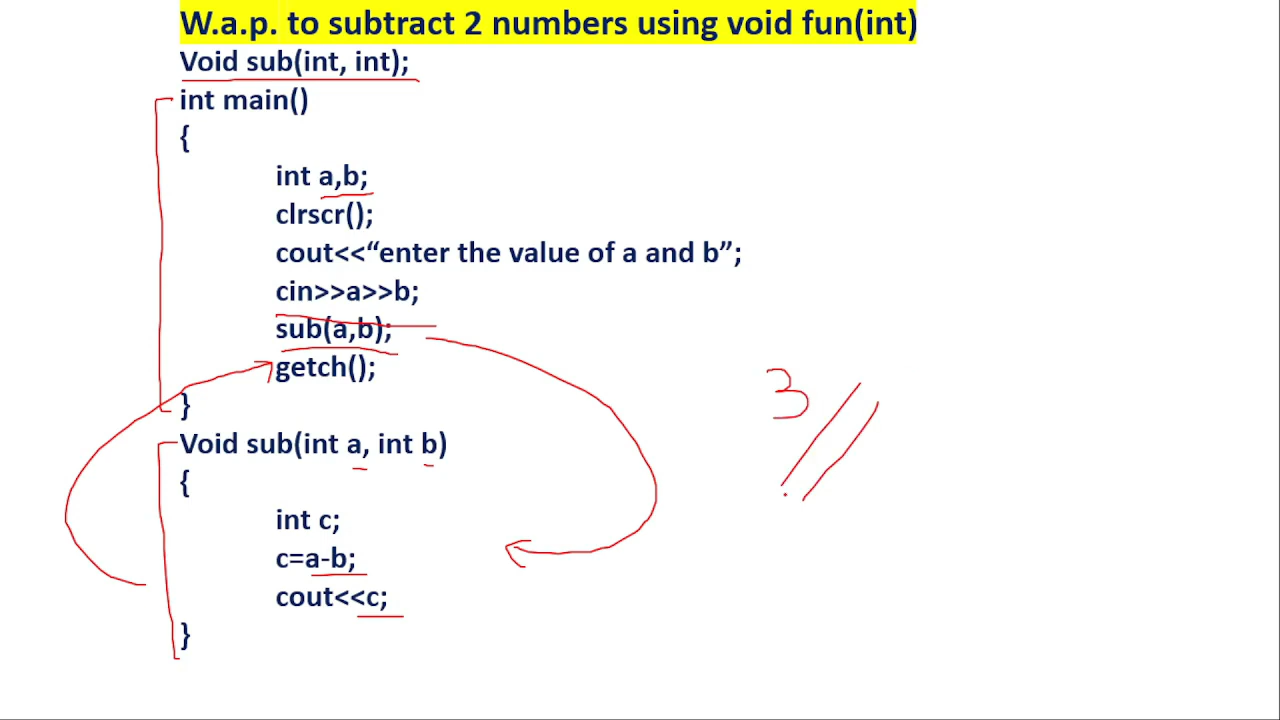 W.a.p. to subtract 2 numbers using void fun(int)
Void sub(int, int);
int main()
{
int a,b;
clrscr();
cout<<“enter the value of a and b”;
cin>>a>>b;
sub(a,b);
getch();
}
Void sub(int a, int b)
{
int c;
c=a-b;
cout<<c;
}
3